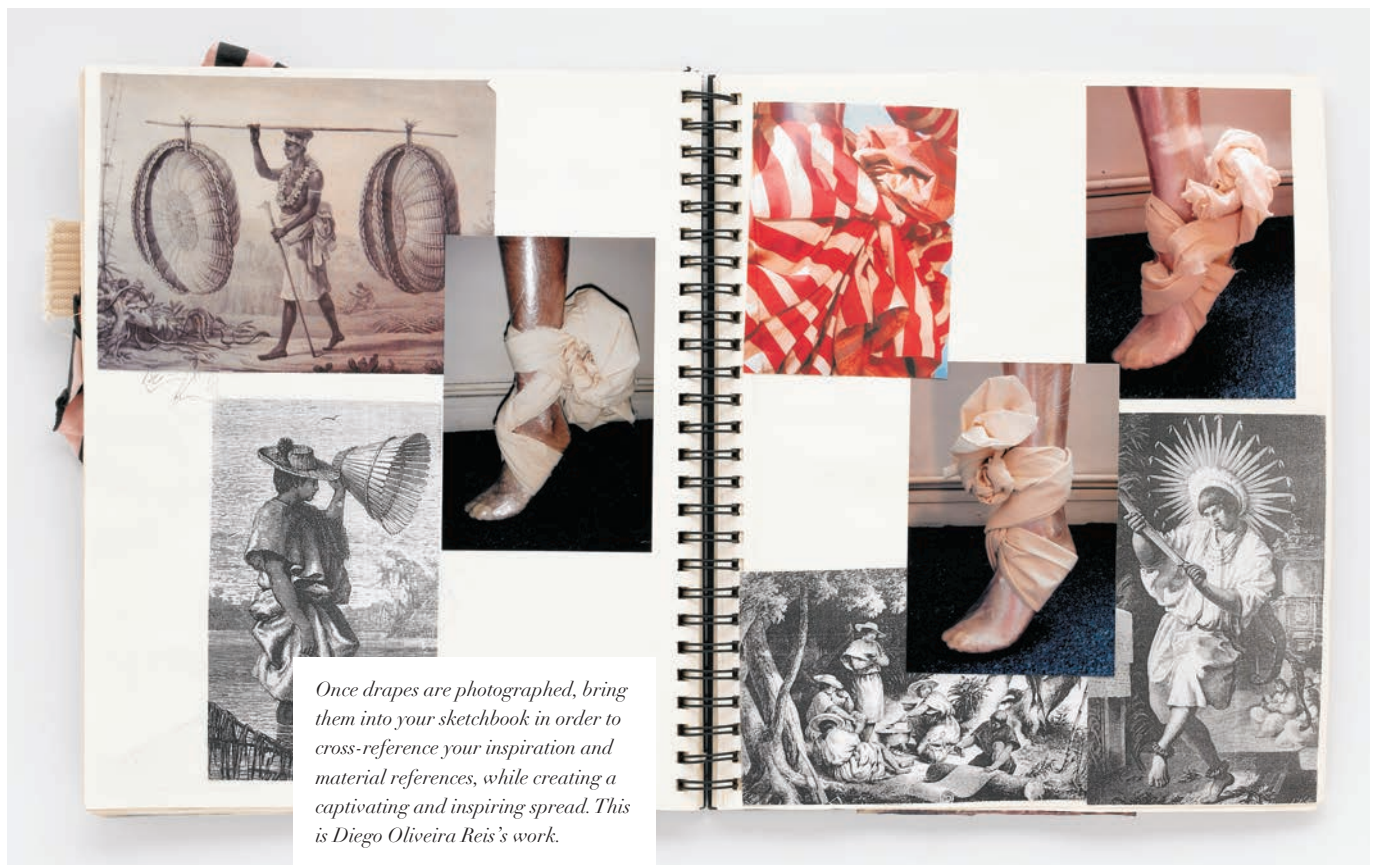 Once drapes are photographed, bring
them into your sketchbook in order to
cross-reference your inspiration and
material references, while creating a
captivating and inspiring spread. This
is Diego Oliveira Reis's work.